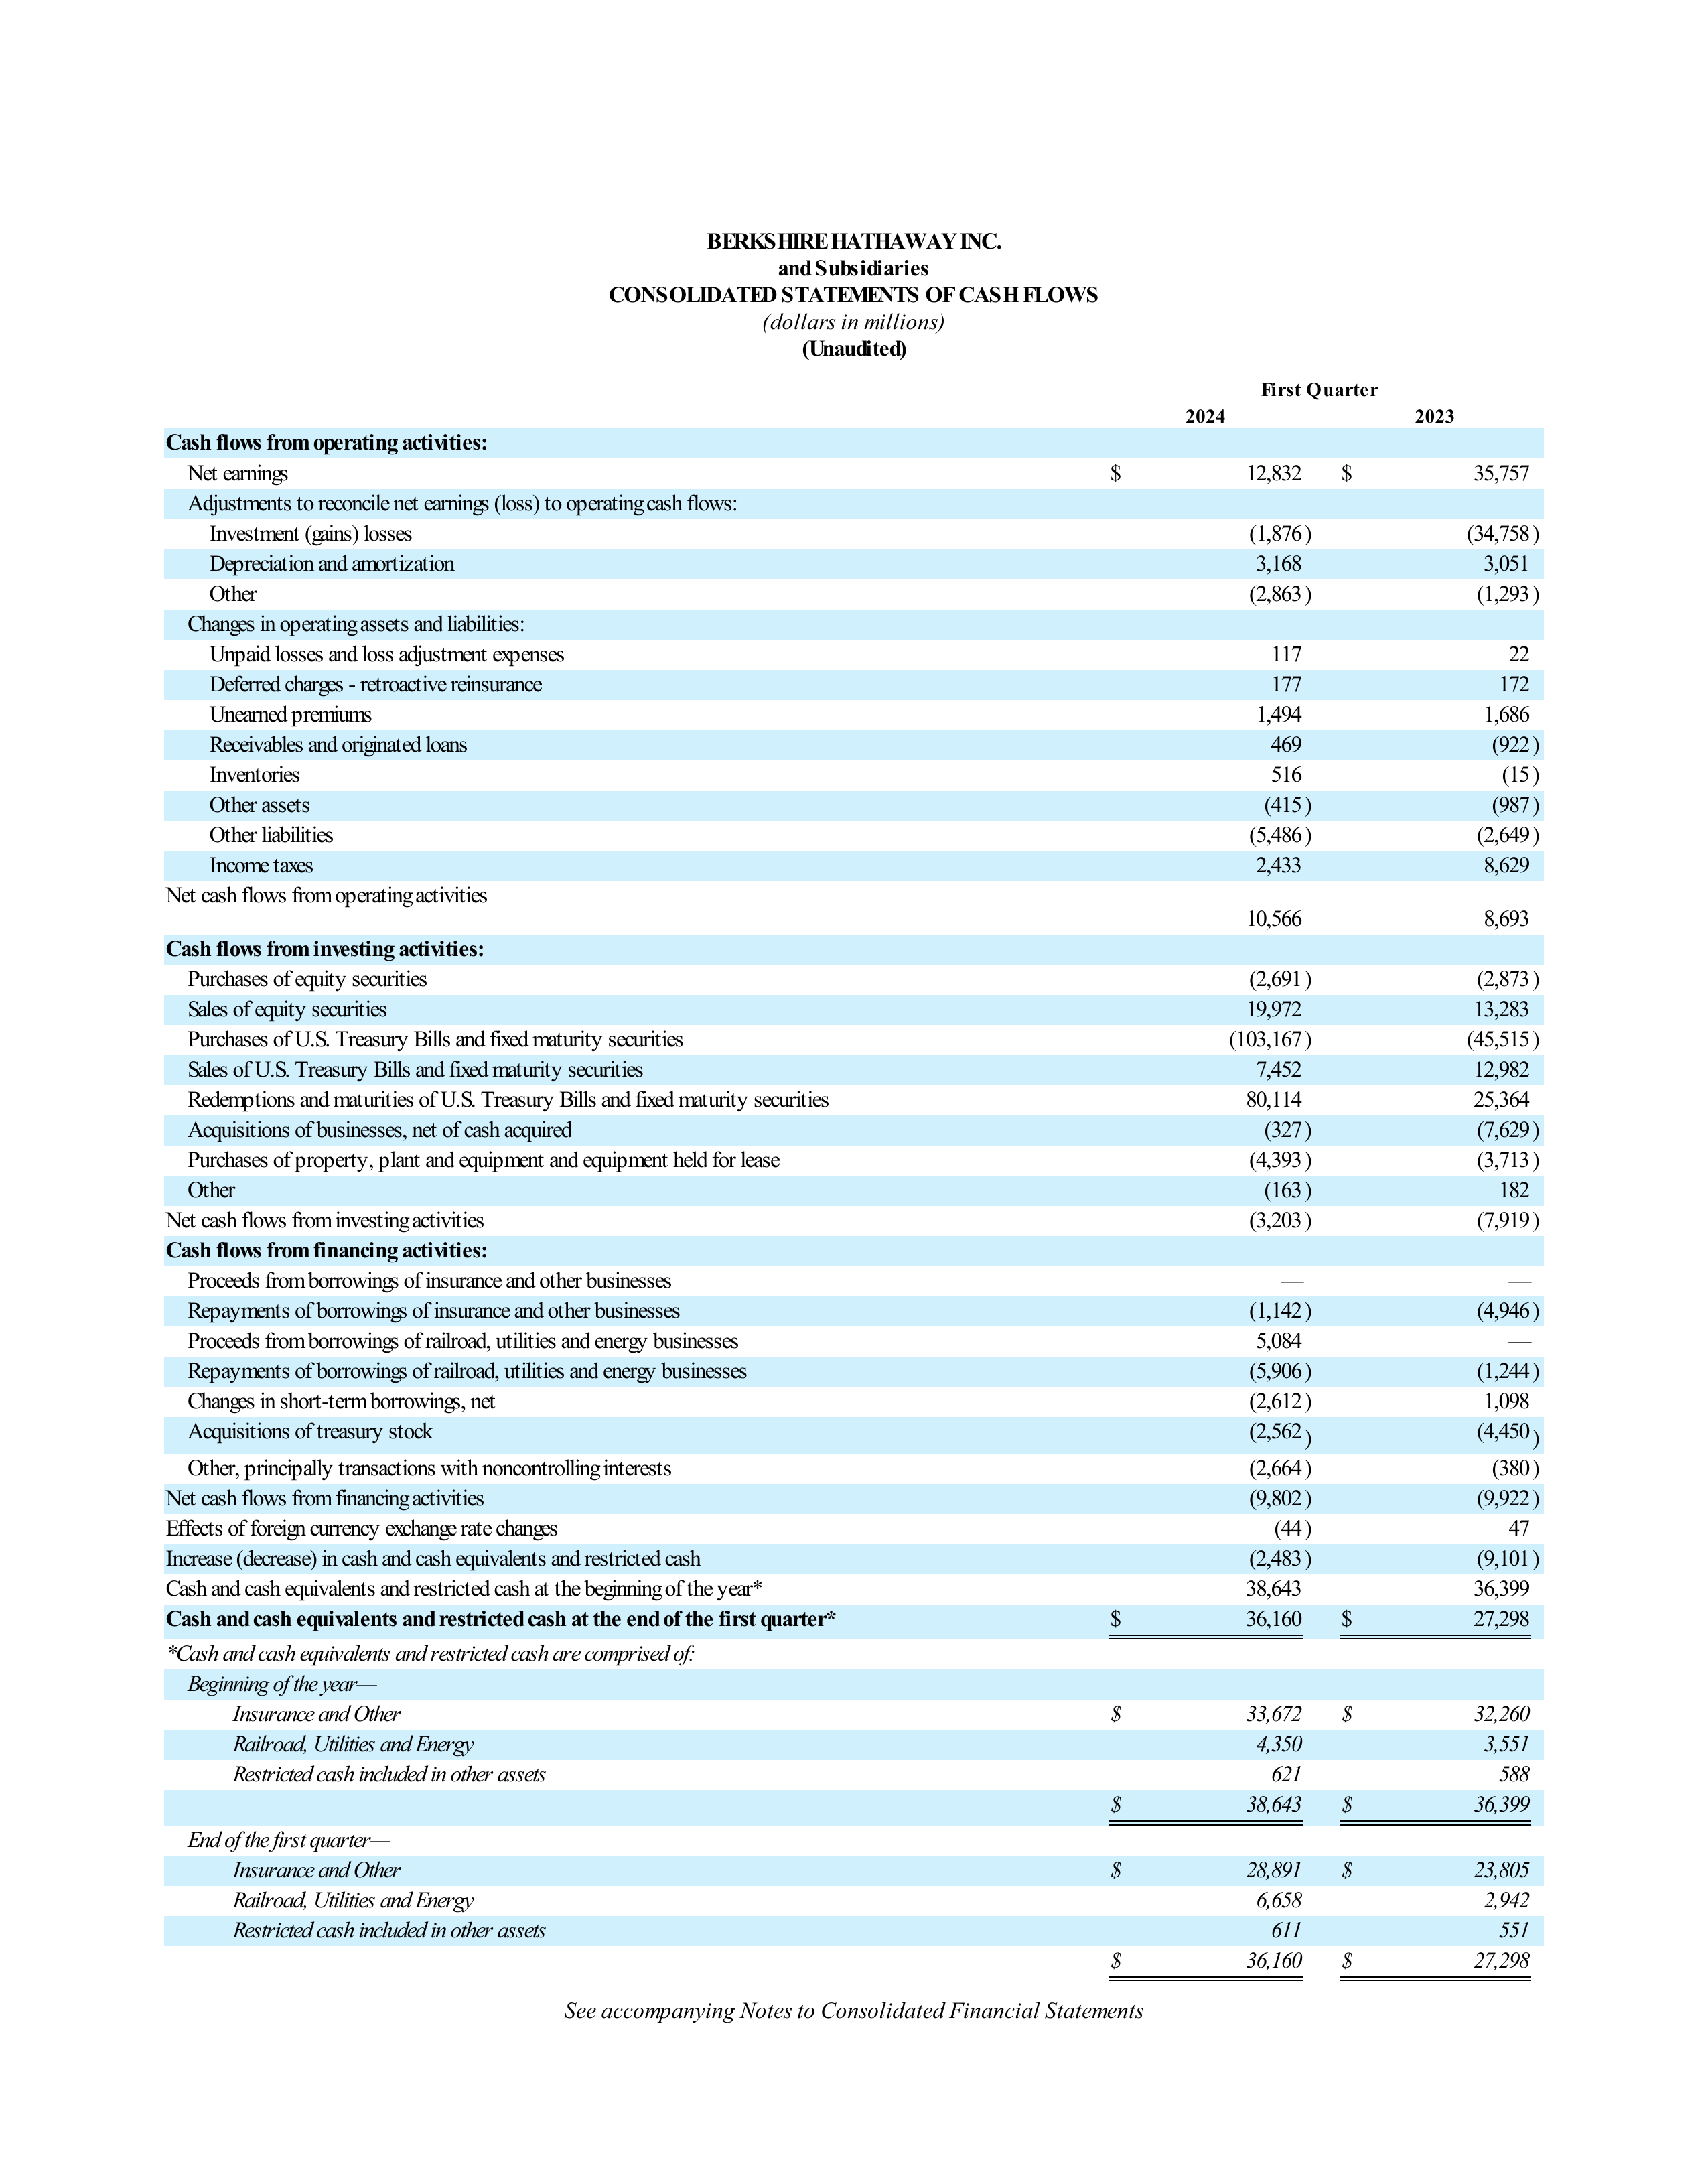 BERKSHIRE HATHAWAY INC.
and Subsidiaries
CONSOLIDATED STATEMENTS OF CASH FLOWS
(dollars in millions)
(Unaudited)
First Quarter
2024 2023
Cash flows from operating activities:
Net earnings $ 12,832 $ 35,757
Adjustments to reconcile net earnings (loss) to operating cash flows:
Investment (gains) losses (1,876) (34,758)
Depreciation and amortization 3,168 3,051
Other (2,863) (1,293)
Changes in operating assets and liabilities:
Unpaid losses and loss adjustment expenses 117 22
Deferred charges - retroactive reinsurance 177 172
Unearned premiums 1,494 1,686
Receivables and originated loans 469 (922)
Inventories 516 (15)
Other assets (415) (987)
Other liabilities (5,486) (2,649)
Income taxes 2,433 8,629
Net cash flows from operating activities
10,566 8,693
Cash flows from investing activities:
Purchases of equity securities (2,691) (2,873)
Sales of equity securities 19,972 13,283
Purchases of U.S. Treasury Bills and fixed maturity securities (103,167) (45,515)
Sales of U.S. Treasury Bills and fixed maturity securities 7,452 12,982
Redemptions and maturities of U.S. Treasury Bills and fixed maturity securities 80,114 25,364
Acquisitions of businesses, net of cash acquired (327) (7,629)
Purchases of property, plant and equipment and equipment held for lease (4,393) (3,713)
Other (163) 182
Net cash flows from investing activities (3,203) (7,919)
Cash flows from financing activities:
Proceeds from borrowings of insurance and other businesses — —
Repayments of borrowings of insurance and other businesses (1,142) (4,946)
Proceeds from borrowings of railroad, utilities and energy businesses 5,084 —
Repayments of borrowings of railroad, utilities and energy businesses (5,906) (1,244)
Changes in short-term borrowings, net (2,612) 1,098
Acquisitions of treasury stock (2,562) (4,450)
Other, principally transactions with noncontrolling interests (2,664) (380)
Net cash flows from financing activities (9,802) (9,922)
Effects of foreign currency exchange rate changes (44) 47
Increase (decrease) in cash and cash equivalents and restricted cash (2,483) (9,101)
Cash and cash equivalents and restricted cash at the beginning of the year* 38,643 36,399
Cash and cash equivalents and restricted cash at the end of the first quarter* $ 36,160 $ 27,298
*Cash and cash equivalents and restricted cash are comprised of:
Beginning of the year—
Insurance and Other $ 33,672 $ 32,260
Railroad, Utilities and Energy 4,350 3,551
Restricted cash included in other assets 621 588
$ 38,643 $ 36,399
End of the first quarter—
Insurance and Other $ 28,891 $ 23,805
Railroad, Utilities and Energy 6,658 2,942
Restricted cash included in other assets 611 551
$ 36,160 $ 27,298
See accompanying Notes to Consolidated Financial Statements